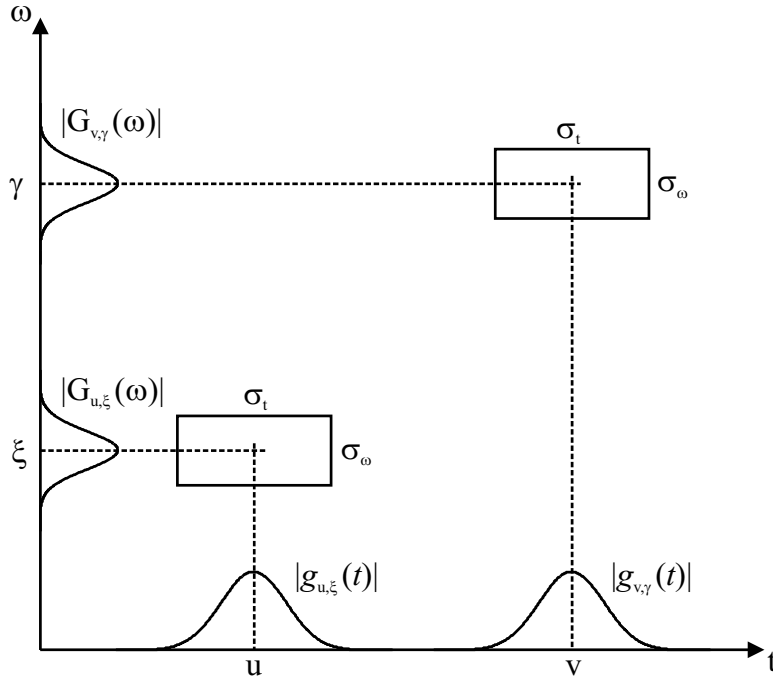 ω
|G_{v,γ}(ω)|
σ_t
γ
σ_ω
|G_{u,ξ}(ω)|
σ_t
ξ
σ_ω
|g_{u,ξ}(t)|
|g_{v,γ}(t)|
u
v
t